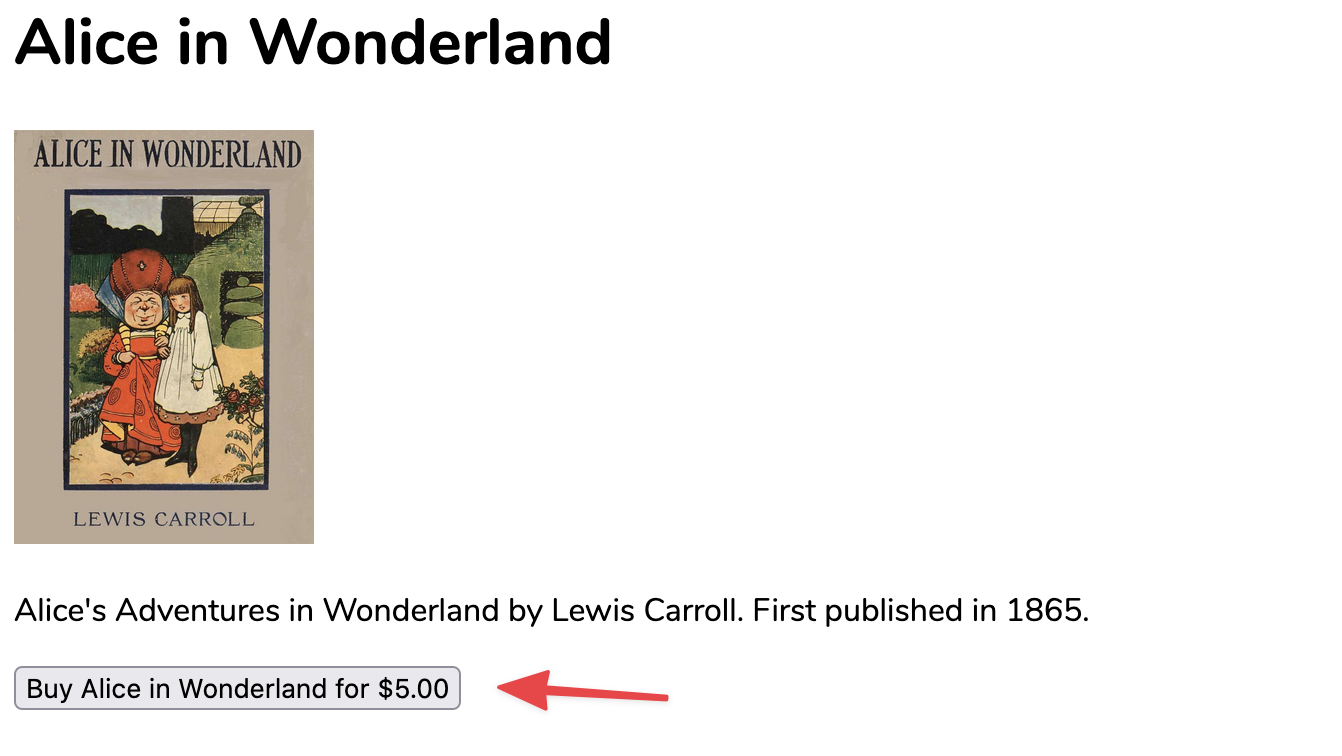 Alice in Wonderland
ALICE IN WONDERLAND
LEWIS CARROLL
Alice's Adventures in Wonderland by Lewis Carroll. First published in 1865.
Buy Alice in Wonderland for $5.00